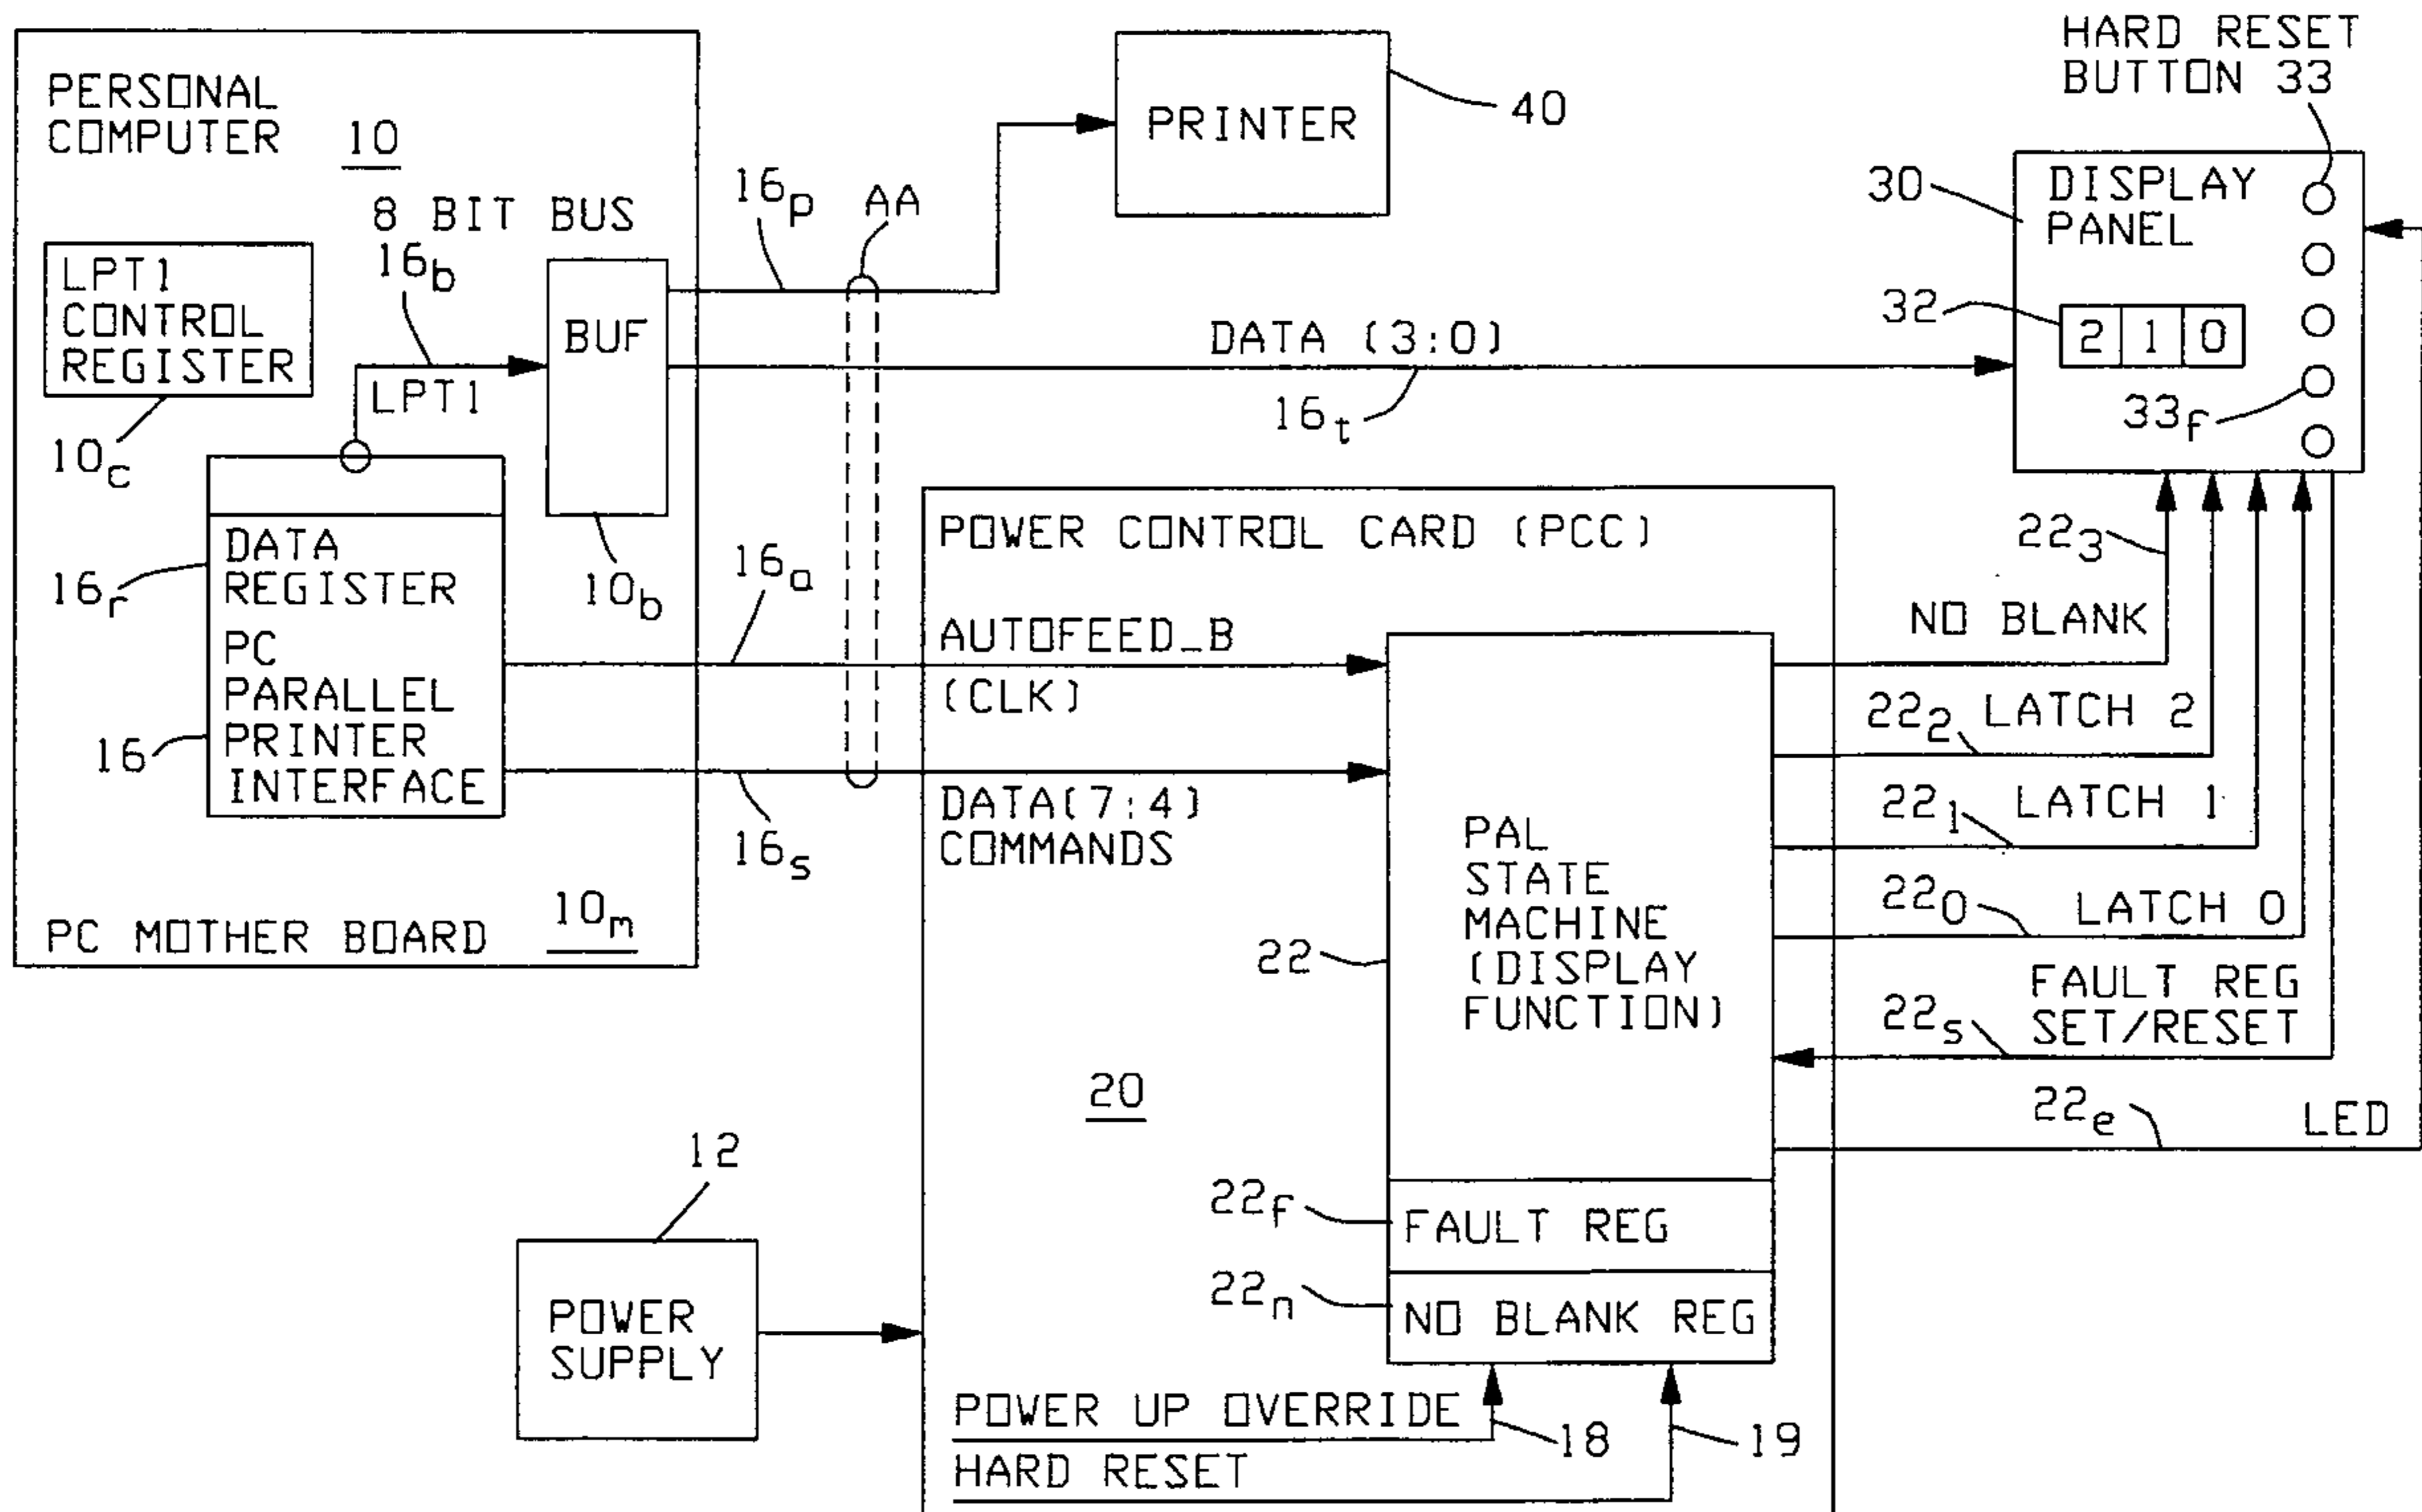 PERSONAL
COMPUTER
10
8 BIT BUS
LPT1
CONTROL
REGISTER
10c
16b
LPT1
BUF
10b
DATA
REGISTER
16r
PC
PARALLEL
PRINTER
INTERFACE
16
PC MOTHER BOARD
10m
16p
AA
PRINTER
40
DATA (3:0)
16t
16a
16s
HARD RESET
BUTTON 33
30
DISPLAY
PANEL
32
2 1 0
33f
POWER CONTROL CARD (PCC)
AUTOFEED_B
(CLK)
DATA(7:4)
COMMANDS
PAL
STATE
MACHINE
(DISPLAY
FUNCTION)
22
20
22f
FAULT REG
22n
NO BLANK REG
POWER UP OVERRIDE
18
HARD RESET
19
12
POWER
SUPPLY
223
NO BLANK
222
LATCH 2
221
LATCH 1
220
LATCH 0
22s
FAULT REG
SET/RESET
22e
LED